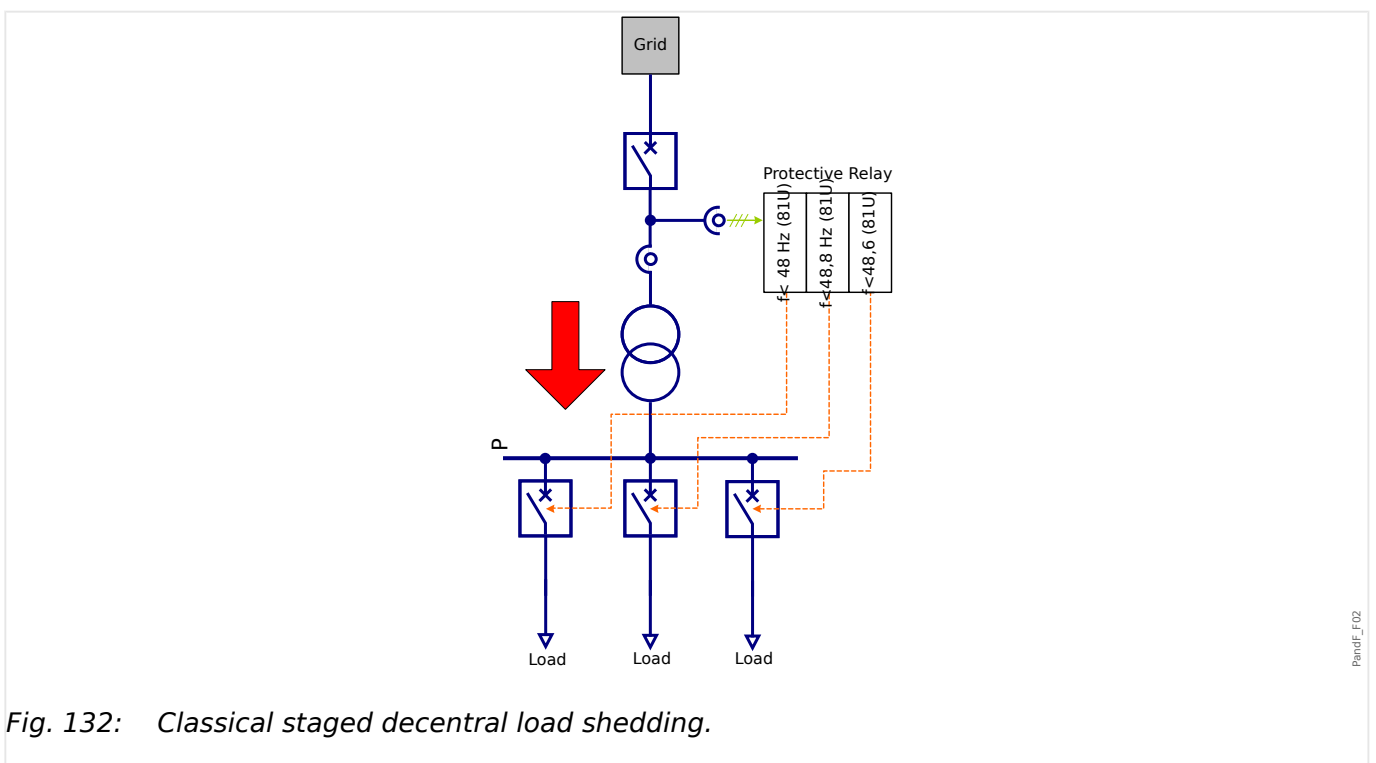 Grid
Protective Relay
f< 48 Hz (81U)
f<48,8 Hz (81U)
f<48,6 (81U)
P
Load
Load
Load
PandF_F02
Fig. 132: Classical staged decentral load shedding.